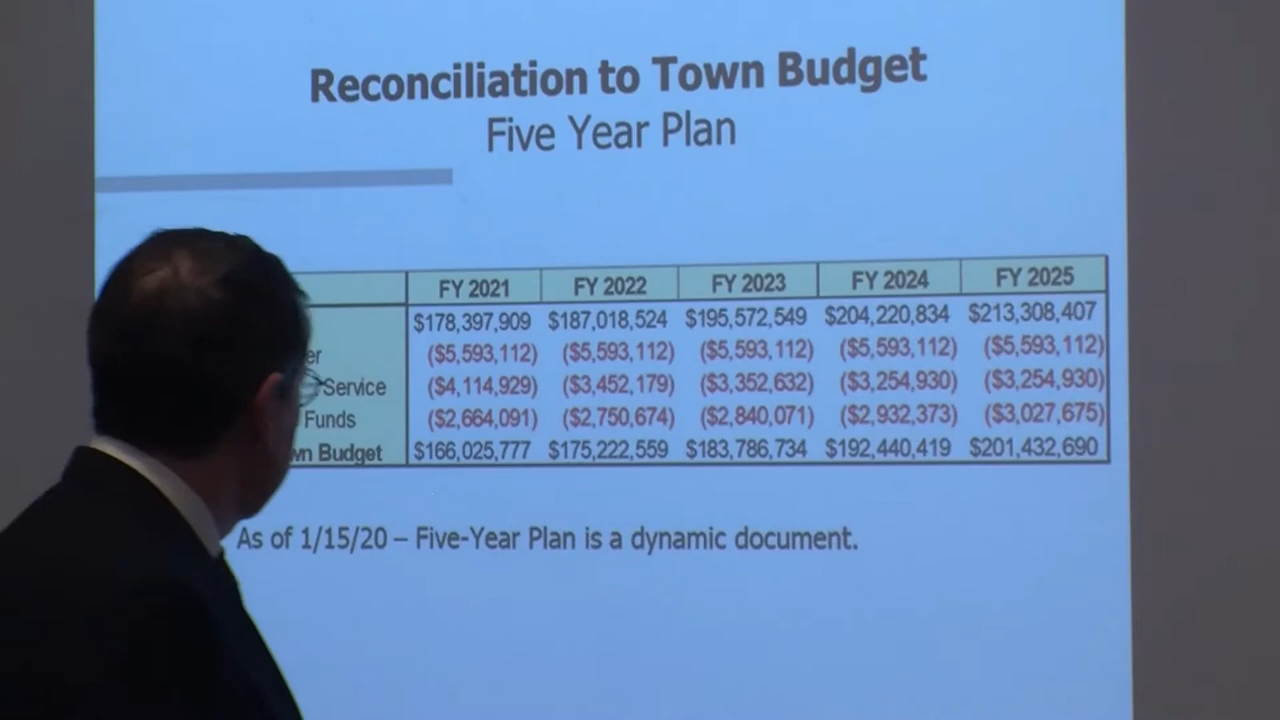 Reconciliation to Town Budget
Five Year Plan
FY 2021 FY 2022 FY 2023 FY 2024 FY 2025
$178,397,909 $187,018,524 $195,572,549 $204,220,834 $213,308,407
er ($5,593,112) ($5,593,112) ($5,593,112) ($5,593,112) ($5,593,112)
Service ($4,114,929) ($3,452,179) ($3,352,632) ($3,254,930) ($3,254,930)
Funds ($2,664,091) ($2,750,674) ($2,840,071) ($2,932,373) ($3,027,675)
wn Budget $166,025,777 $175,222,559 $183,786,734 $192,440,419 $201,432,690
As of 1/15/20 – Five-Year Plan is a dynamic document.